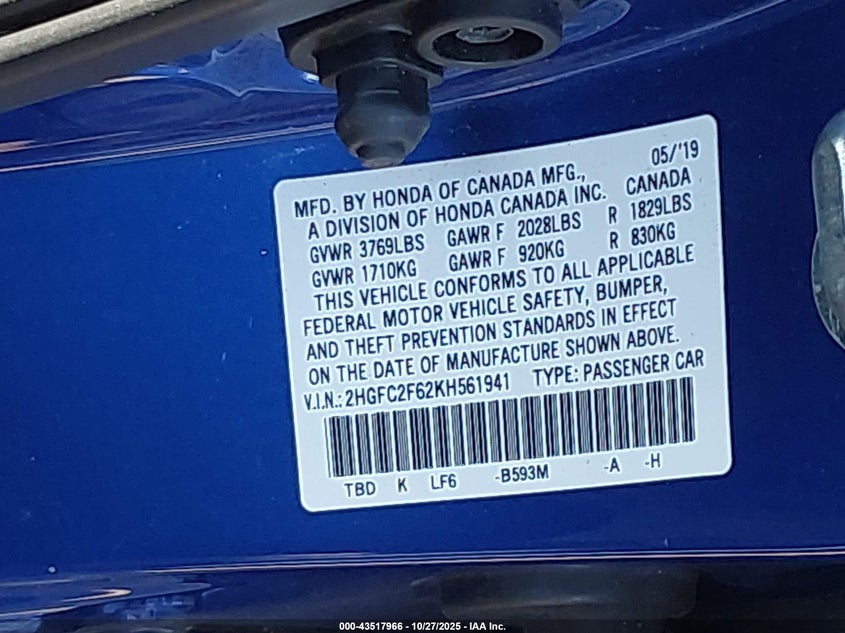 05/'19
MFD. BY HONDA OF CANADA MFG.,
A DIVISION OF HONDA CANADA INC. CANADA
GVWR 3769LBS GAWR F 2028LBS R 1829LBS
GVWR 1710KG GAWR F 920KG R 830KG
THIS VEHICLE CONFORMS TO ALL APPLICABLE
FEDERAL MOTOR VEHICLE SAFETY, BUMPER,
AND THEFT PREVENTION STANDARDS IN EFFECT
ON THE DATE OF MANUFACTURE SHOWN ABOVE.
V.I.N.: 2HGFC2F62KH561941 TYPE: PASSENGER CAR
TBD K LF6 -B593M -A -H
000-43517966 - 10/27/2025 - IAA Inc.